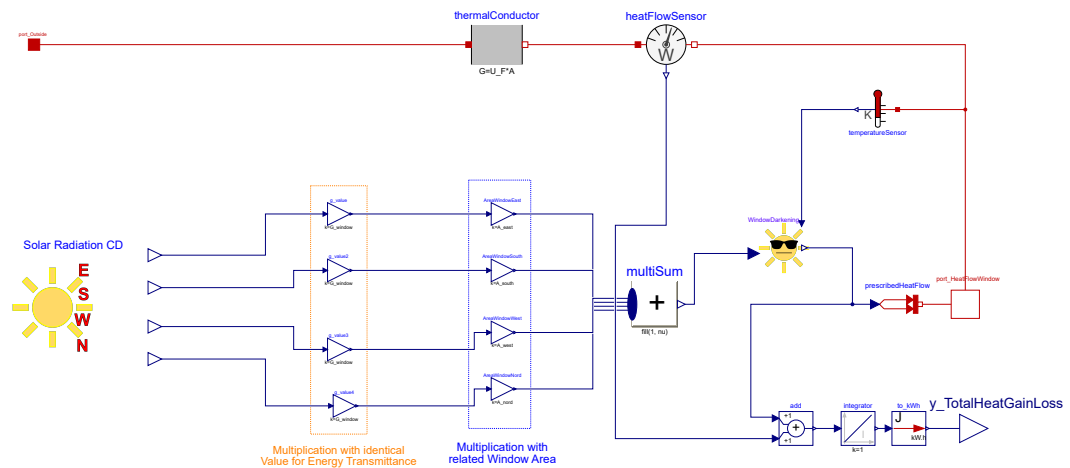 thermalConductor
heatFlowSensor
port_Outside
W
G=U_F*A
K
temperatureSensor
g_value
k=G_window
AreaWindowEast
k=A_east
WindowDarkening
Solar Radiation CD
E
S
W
N
g_value2
k=G_window
AreaWindowSouth
k=A_south
multiSum
+
fill(1, nu)
prescribedHeatFlow
port_HeatFlowWindow
g_value3
k=G_window
AreaWindowWest
k=A_west
g_value4
k=G_window
AreaWindowNord
k=A_nord
add
+1
+
+1
integrator
k=1
to_kWh
J
kW.h
y_TotalHeatGainLoss
Multiplication with identical
Value for Energy Transmittance
Multiplication with
related Window Area